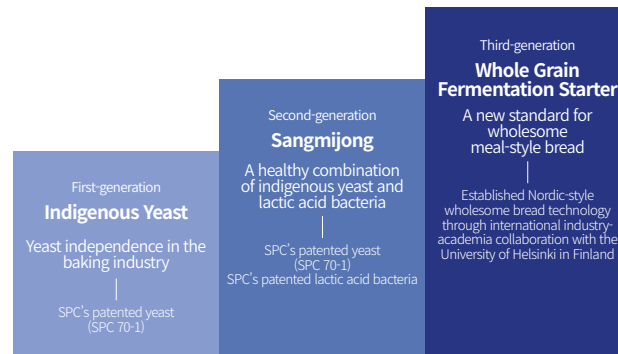 First-generation
Indigenous Yeast
Yeast independence in the
baking industry
SPC's patented yeast
(SPC 70-1)
Second-generation
Sangmijong
A healthy combination
of indigenous yeast and
lactic acid bacteria
SPC's patented yeast
(SPC 70-1)
SPC's patented lactic acid bacteria
Third-generation
Whole Grain
Fermentation Starter
A new standard for
wholesome
meal-style bread
Established Nordic-style
wholesome bread technology
through international industry-
academia collaboration with the
University of Helsinki in Finland